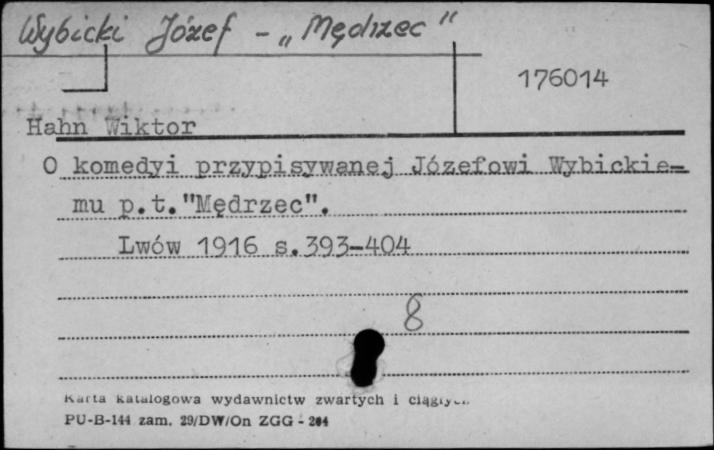 Wybicki Józef - „Mędrzec"
176014
Hahn Wiktor
O komedyi przypisywanej Józefowi Wybickie-
mu p.t."Mędrzec".
Lwów 1916 s.393-404
8
Karta katalogowa wydawnictw zwartych i ciągłych
PU-B-144 zam. 29/DW/On ZGG - 204